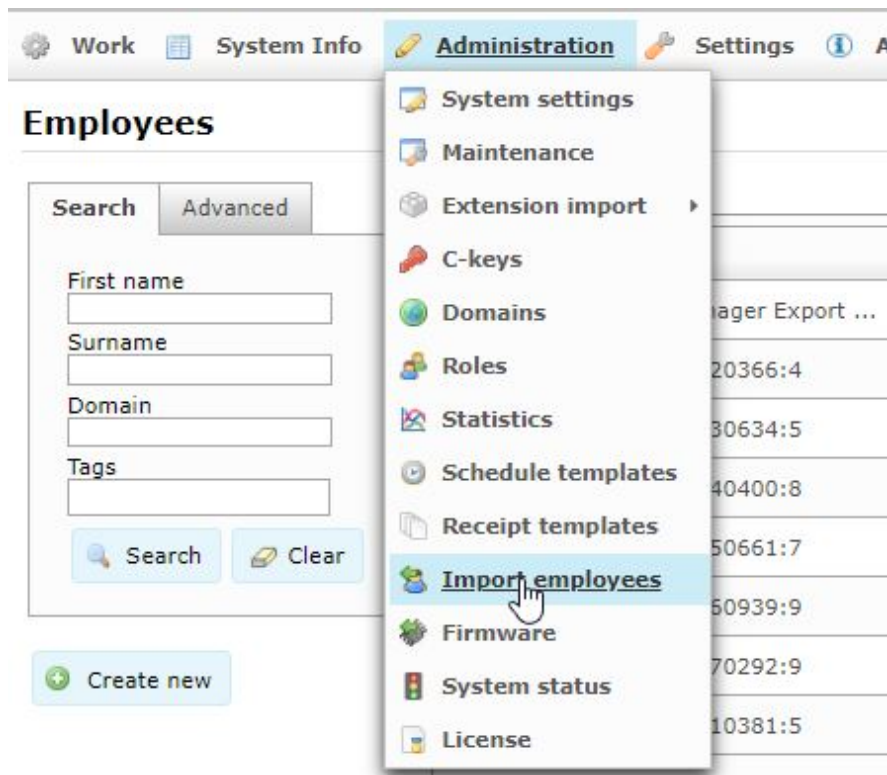 Work System Info Administration Settings A
Employees
Search Advanced
First name
Surname
Domain
Tags
Search Clear
Create new
System settings
Maintenance
Extension import
C-keys
Domains
Roles
Statistics
Schedule templates
Receipt templates
Import employees
Firmware
System status
License
ager Export ...
20366:4
30634:5
40400:8
50661:7
60939:9
70292:9
10381:5